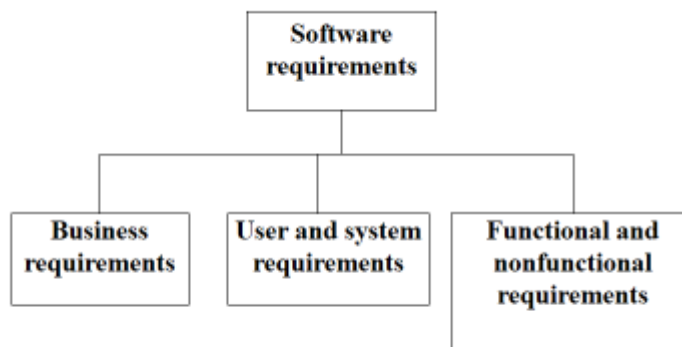 Software
requirements
Business
requirements
User and system
requirements
Functional and
nonfunctional
requirements